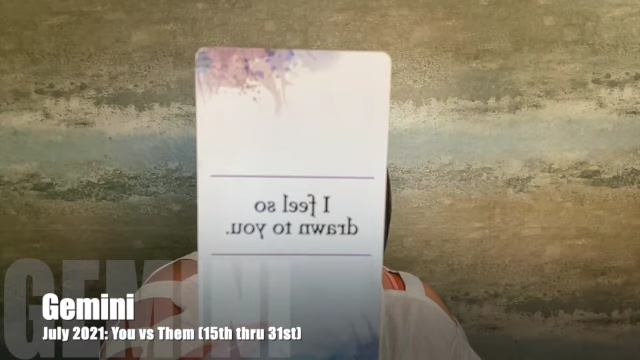 I feel so
drawn to you.
GEMINI
Gemini
July 2021: You vs Them (15th thru 31st)